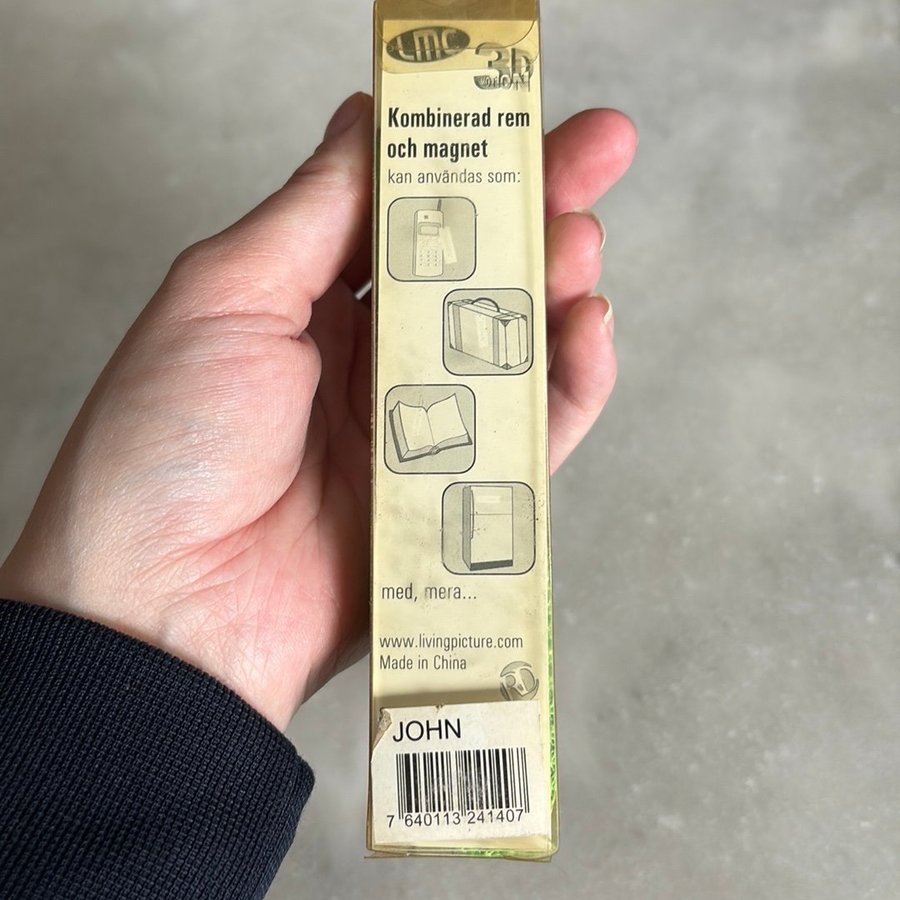 LMC
3D
Kombinerad rem
och magnet
kan användas som:
med, mera...
www.livingpicture.com
Made in China
JOHN
7 640113 241407